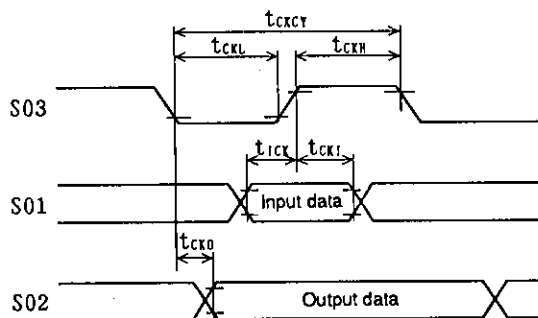 tCKCY
tCKL tCKH
S03
tICK tCKI
S01 Input data
tCKO
S02 Output data